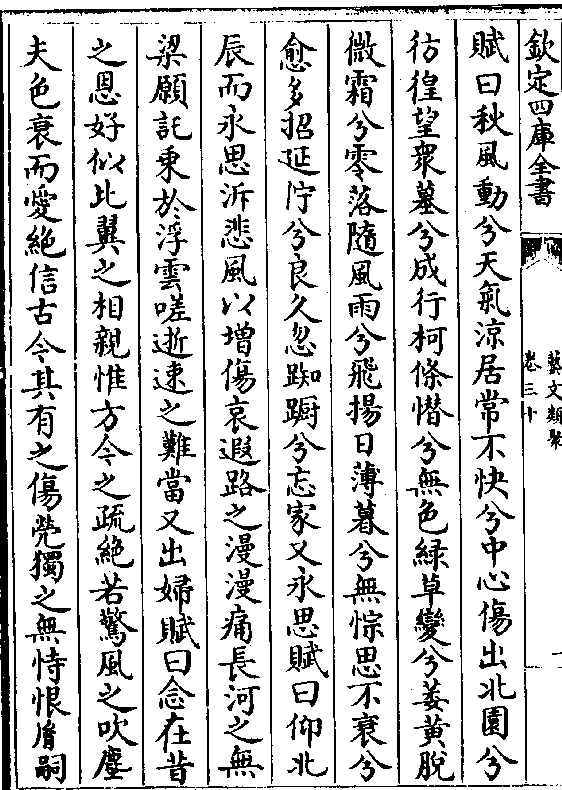 欽定四庫全書
藝文類聚
卷三十
賦曰秋風動兮天氣涼居常不快兮中心傷出北園兮
彷徨望衆墓兮成行柯條憯兮無色綠草變兮萎黃脫
微霜兮零落隨風雨兮飛揚日薄暮兮無悰思不衰兮
愈多招延佇兮良久忽踟躕兮忘家又永思賦曰仰北
辰而永思泝悲風以增傷哀遐路之漫漫痛長河之無
梁願託乗於浮雲嗟逝速之難當又出婦賦曰念在昔
之恩好似比翼之相親惟方今之疏絶若驚風之吹塵
夫色衰而愛絶信古今其有之傷煢獨之無恃恨胤嗣